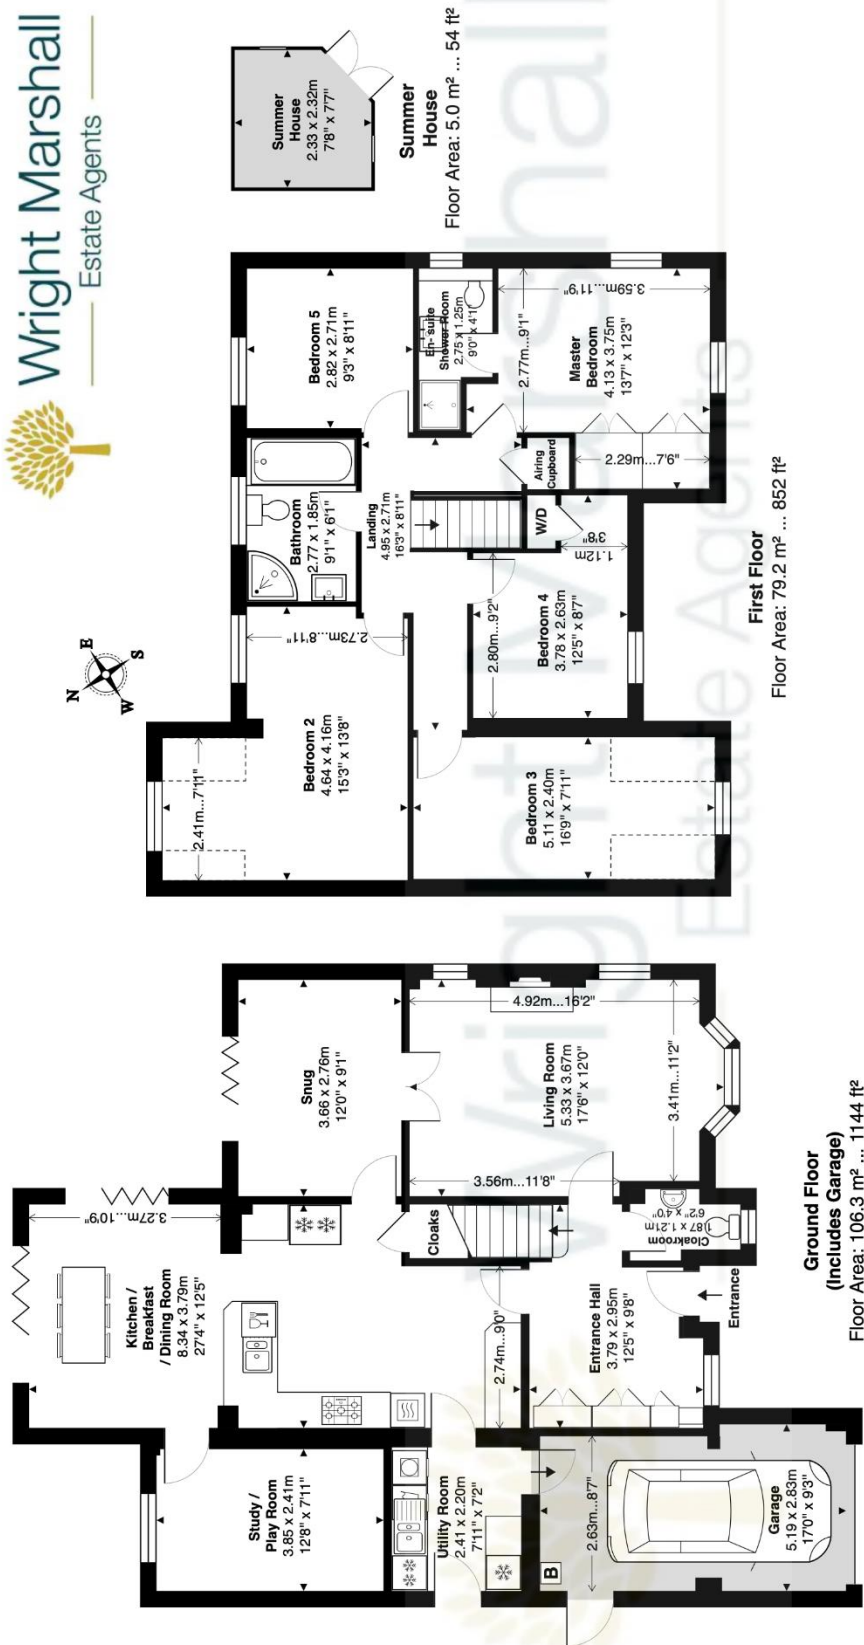 Wright Marshall
Estate Agents
N
E
S
W
Kitchen /
Breakfast
/ Dining Room
8.34 x 3.79m
27'4" x 12'5"
3.27m...10'9"
Study /
Play Room
3.85 x 2.41m
12'8" x 7'11"
Snug
3.66 x 2.76m
12'0" x 9'1"
Utility Room
2.41 x 2.20m
7'11" x 7'2"
2.74m...9'0"
Cloaks
Living Room
5.33 x 3.67m
17'6" x 12'0"
4.92m...16'2"
3.56m...11'8"
3.41m...11'2"
Entrance Hall
3.79 x 2.95m
12'5" x 9'8"
Cloakroom
1.87 x 1.21m
6'2" x 4'0"
Entrance
B
2.63m...8'7"
Garage
5.19 x 2.83m
17'0" x 9'3"
Ground Floor
(Includes Garage)
Floor Area: 106.3 m² ... 1144 ft²
2.41m...7'11"
Bedroom 2
4.64 x 4.16m
15'3" x 13'8"
2.73m...8'11"
Bathroom
2.77 x 1.85m
9'1" x 6'1"
Bedroom 5
2.82 x 2.71m
9'3" x 8'11"
Landing
4.95 x 2.71m
16'3" x 8'11"
En- suite
Shower Room
2.75 x 1.25m
9'0" x 4'1"
Bedroom 3
5.11 x 2.40m
16'9" x 7'11"
2.80m...9'2"
Bedroom 4
3.78 x 2.63m
12'5" x 8'7"
W/D
1.12m
3'8"
Airing
Cupboard
2.77m...9'1"
3.59m...11'9"
Master
Bedroom
4.13 x 3.75m
13'7" x 12'3"
2.29m...7'6"
First Floor
Floor Area: 79.2 m² ... 852 ft²
Summer
House
2.33 x 2.32m
7'8" x 7'7"
Summer
House
Floor Area: 5.0 m² ... 54 ft²
Wright Marshall
Estate Agents